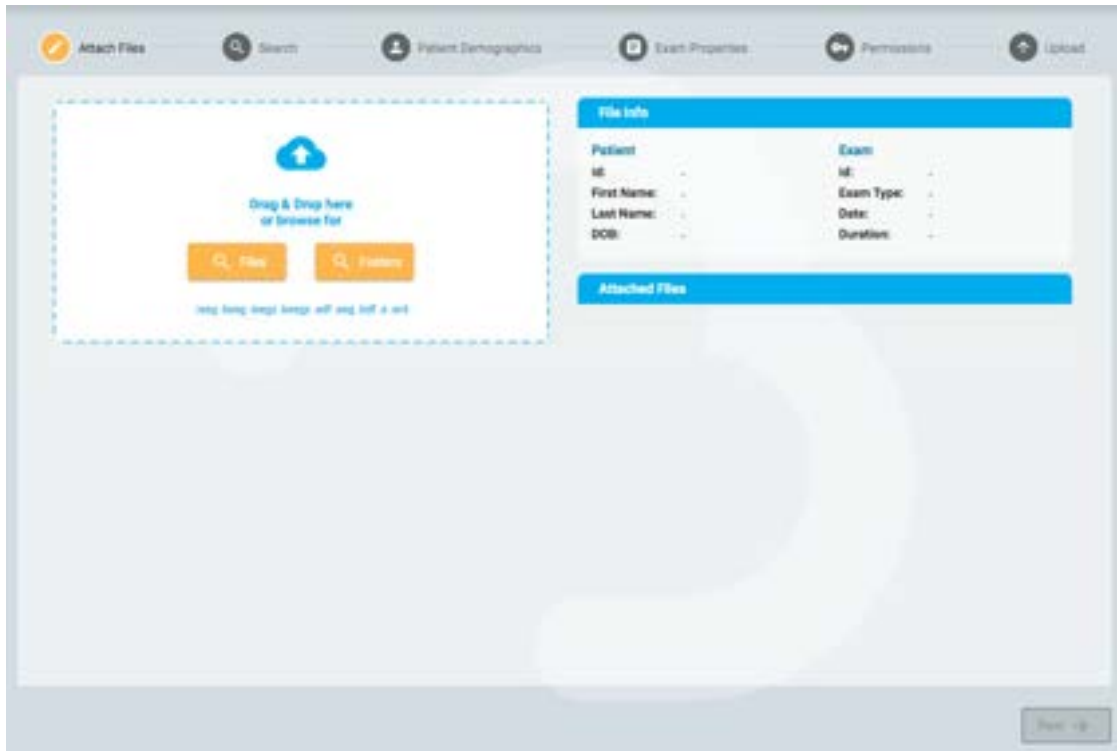 Attach Files
Search
Patient Demographics
Exam Properties
Permissions
Upload
Drag & Drop here
or browse for
Files
Folders
File Info
Patient
Id: -
First Name: -
Last Name: -
DOB: -
Exam
Id: -
Exam Type: -
Date: -
Duration: -
Attached Files
Next